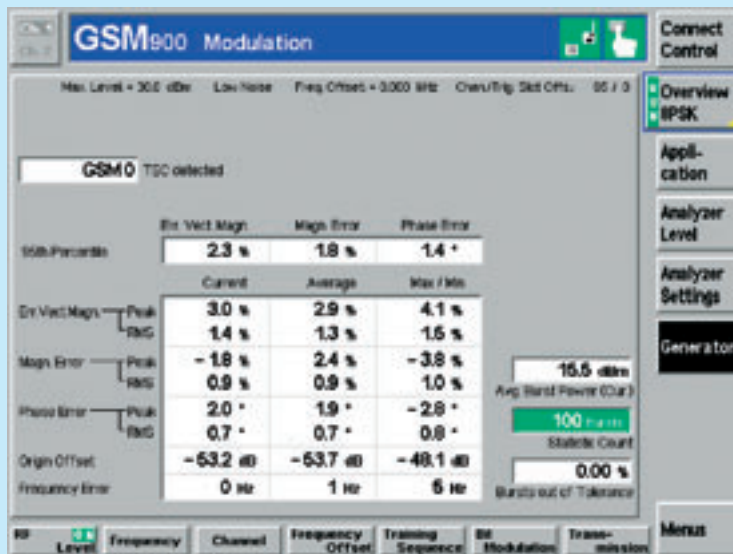 GSM900 Modulation
Connect Control
Max. Level = 30.0 dBm Low Noise Freq. Offset = 0.000 kHz Chan./Trig. Slot Offs.: 65 / 3
Overview 8PSK
GSM 0 TSC detected
Appli-cation
Err. Vect. Magn. Magn. Error Phase Error
95th Percentile 2.3 % 1.8 % 1.4 °
Analyzer Level
Current Average Max / Min
Analyzer Settings
Err.Vect.Magn. Peak 3.0 % 2.9 % 4.1 %
RMS 1.4 % 1.3 % 1.5 %
Generator
Magn. Error Peak - 1.8 % 2.4 % - 3.8 %
RMS 0.9 % 0.9 % 1.0 %
15.5 dBm
Avg. Burst Power (Cur.)
Phase Error Peak 2.0 ° 1.9 ° - 2.8 °
RMS 0.7 ° 0.7 ° 0.8 °
100 Bursts
Statistic Count
Origin Offset - 53.2 dB - 53.7 dB - 48.1 dB
0.00 %
Bursts out of Tolerance
Frequency Error 0 Hz 1 Hz 5 Hz
Menus
RF Level Frequency Channel Frequency Offset Training Sequence Bit Modulation Trans-mission